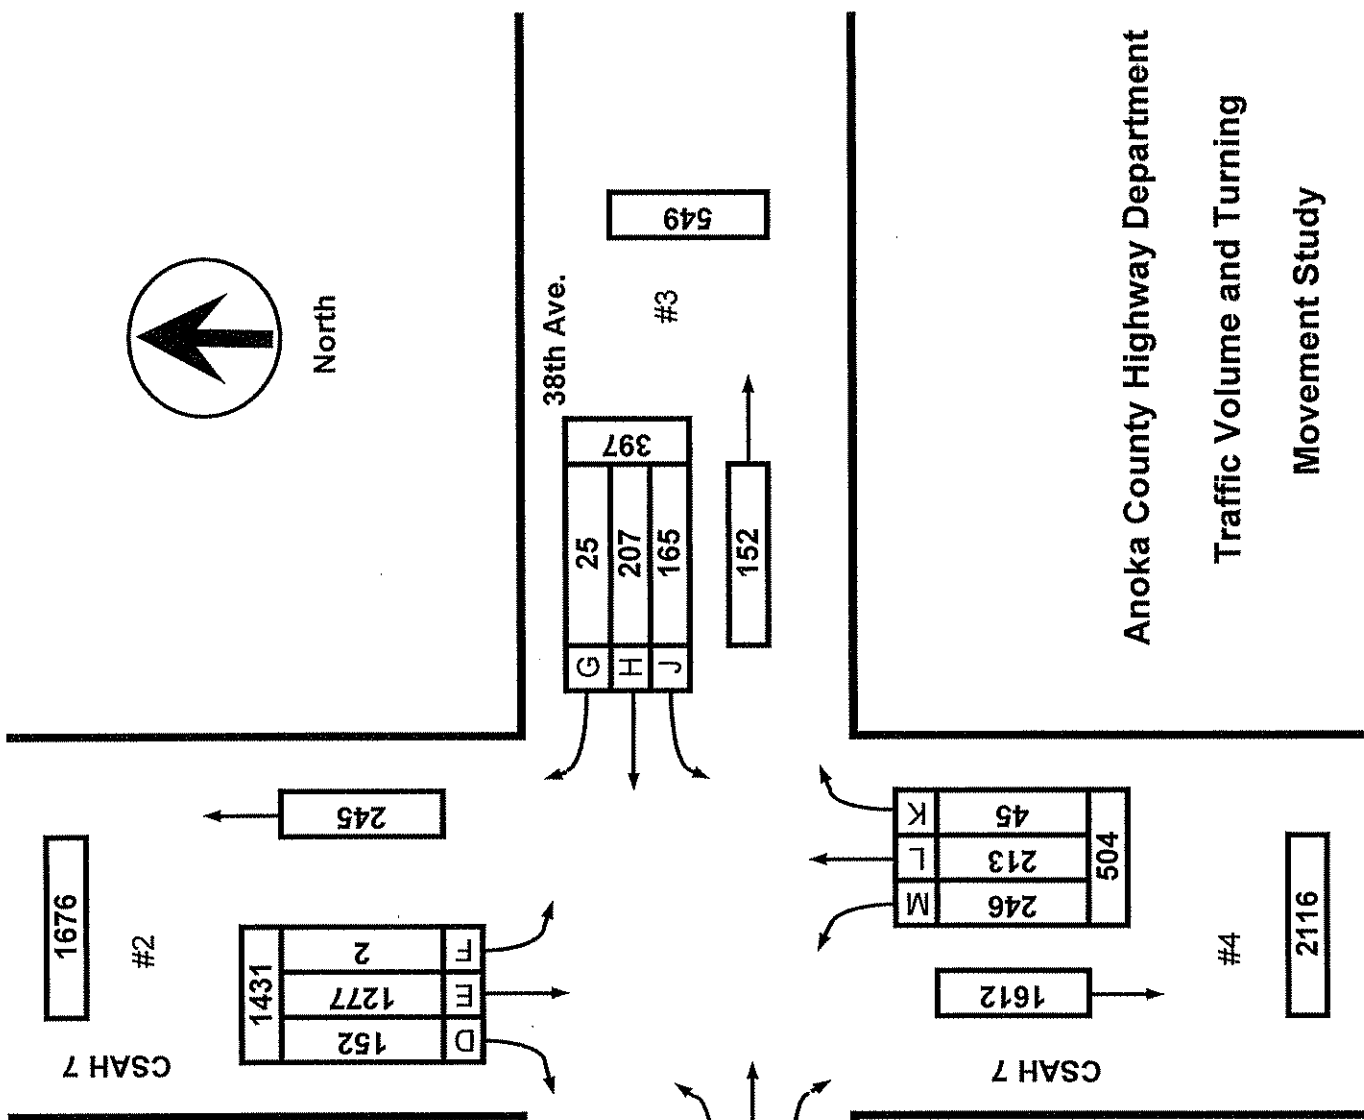 North
1676
#2
CSAH 7
245
1431
152
1277
2
D
E
F
38th Ave.
#3
549
397
G 25
H 207
J 165
152
M
L
K
246
213
45
504
1612
#4
CSAH 7
2116
Anoka County Highway Department
Traffic Volume and Turning
Movement Study